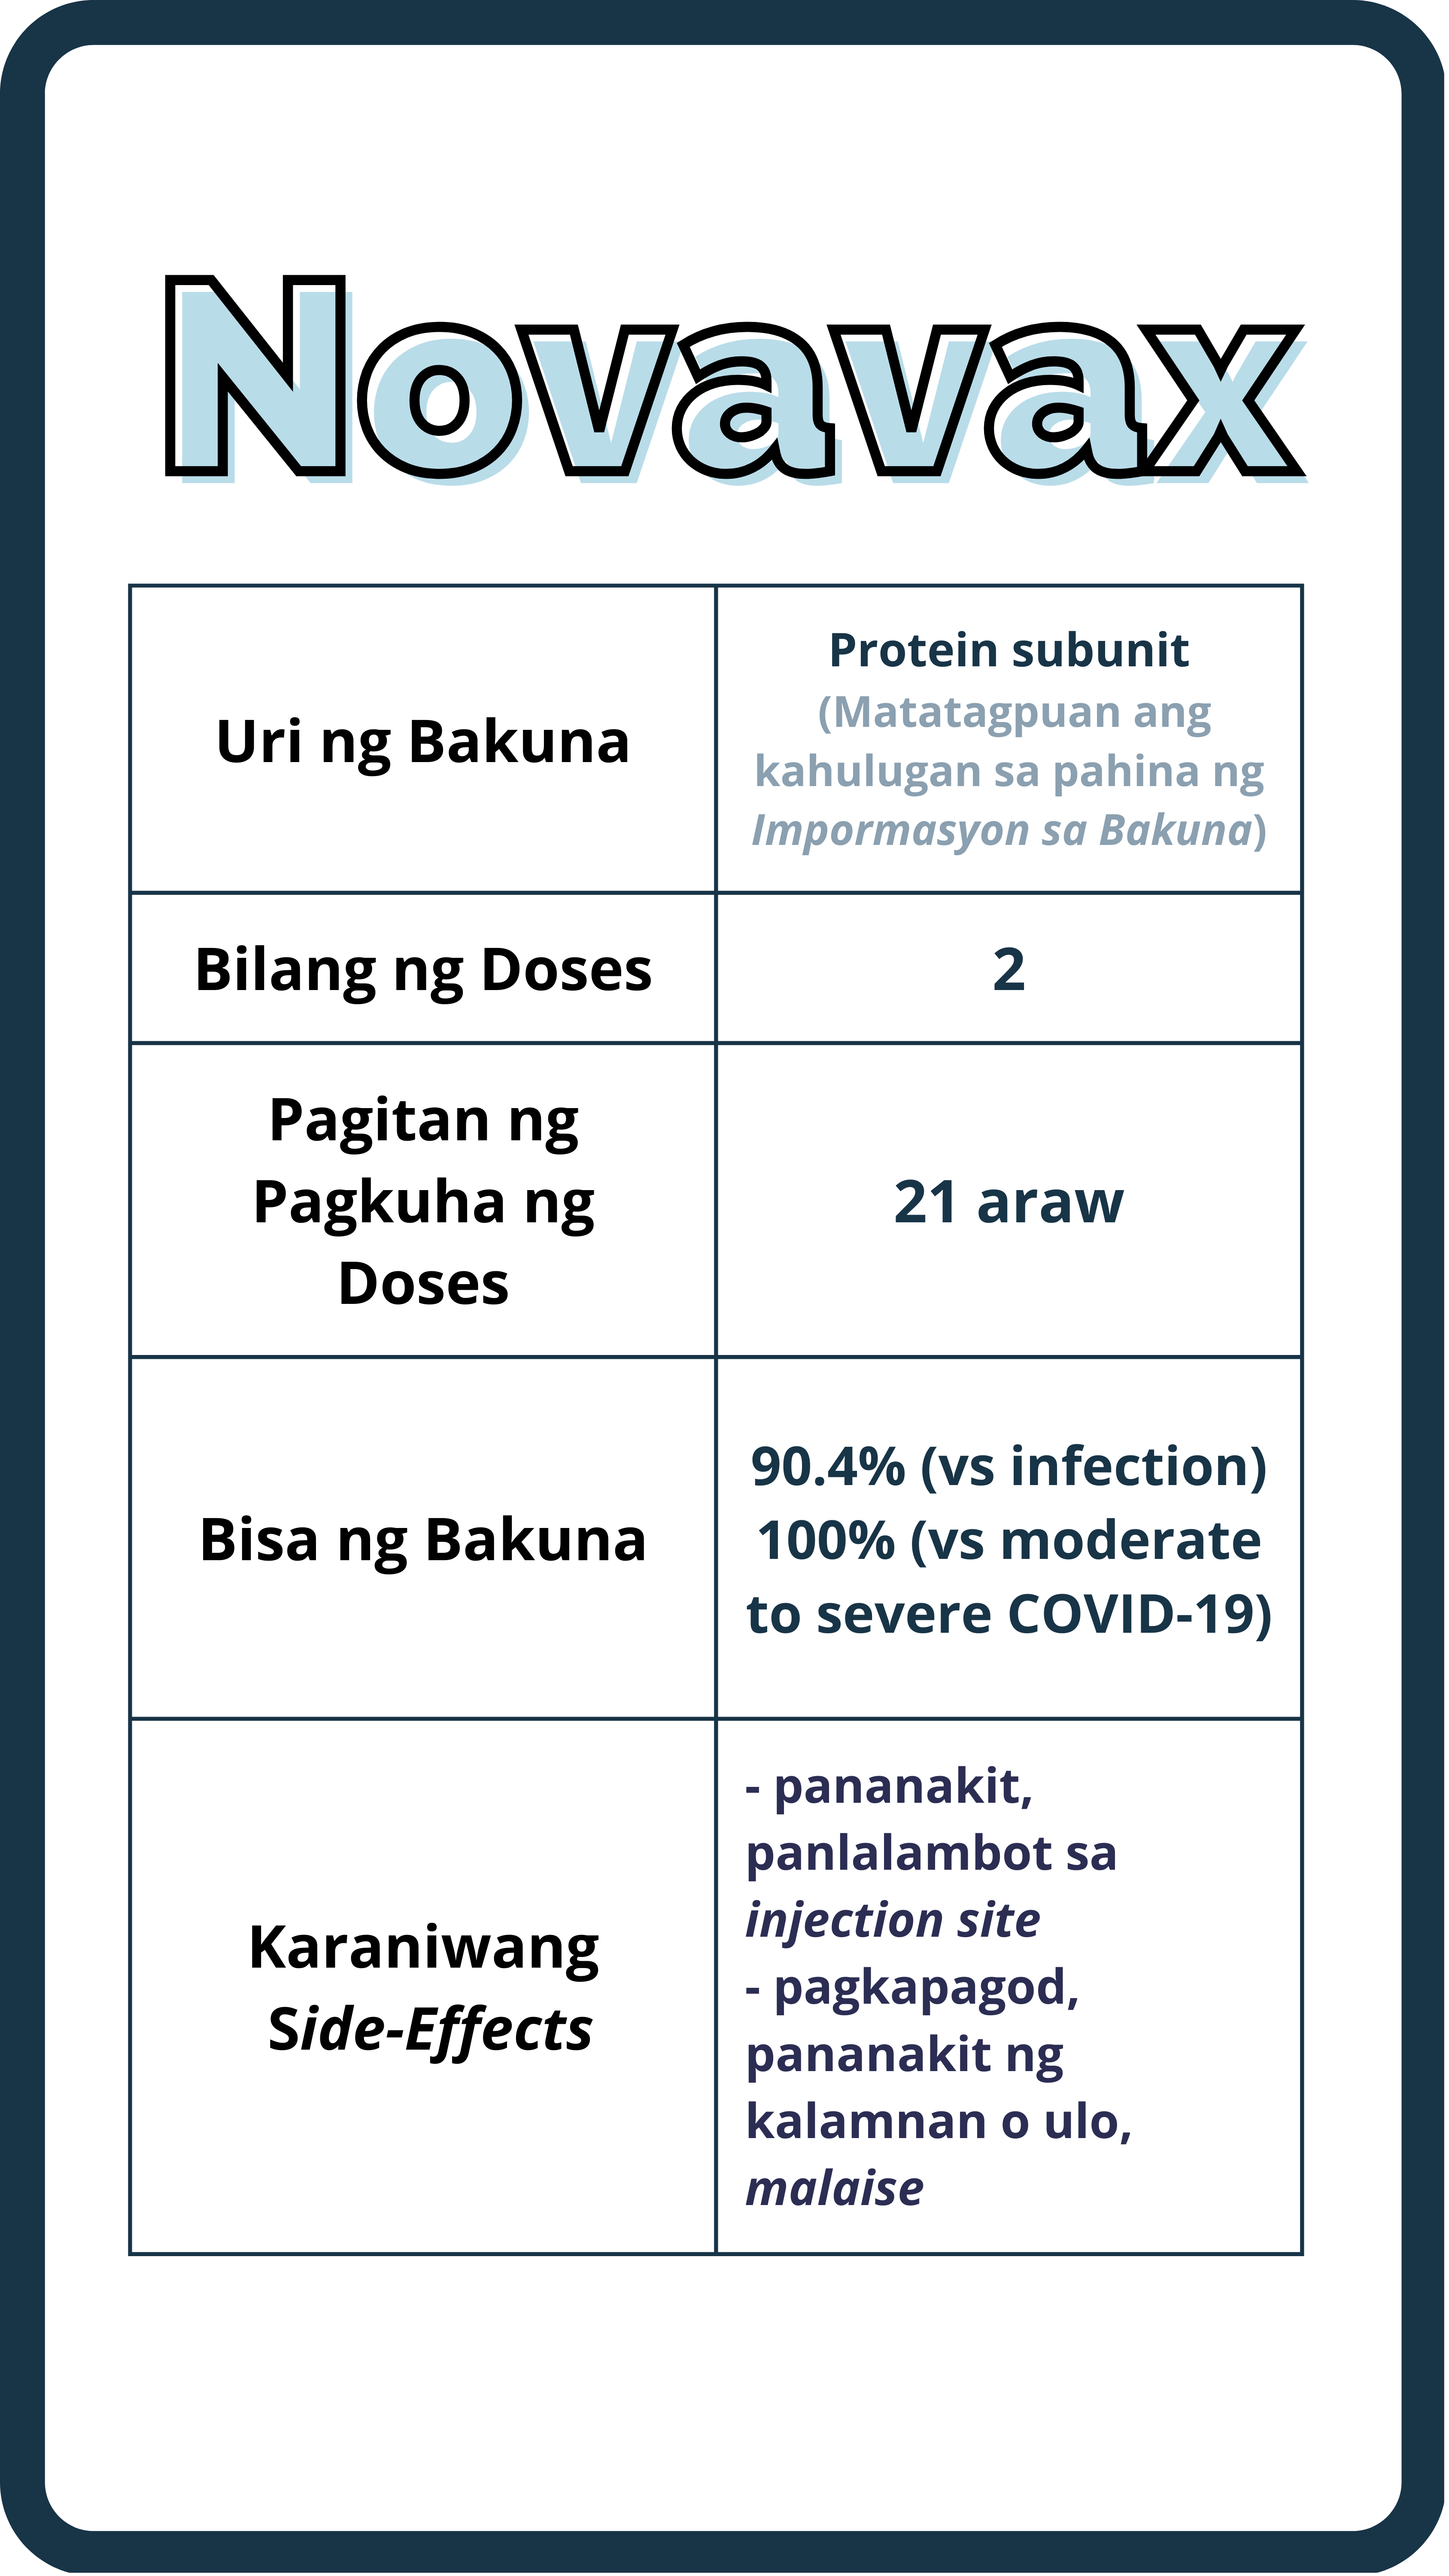 Novavax
Uri ng Bakuna
Protein subunit
(Matatagpuan ang
kahulugan sa pahina ng
Impormasyon sa Bakuna)
Bilang ng Doses
2
Pagitan ng
Pagkuha ng
Doses
21 araw
Bisa ng Bakuna
90.4% (vs infection)
100% (vs moderate
to severe COVID-19)
Karaniwang
Side-Effects
- pananakit,
panlalambot sa
injection site
- pagkapagod,
pananakit ng
kalamnan o ulo,
malaise